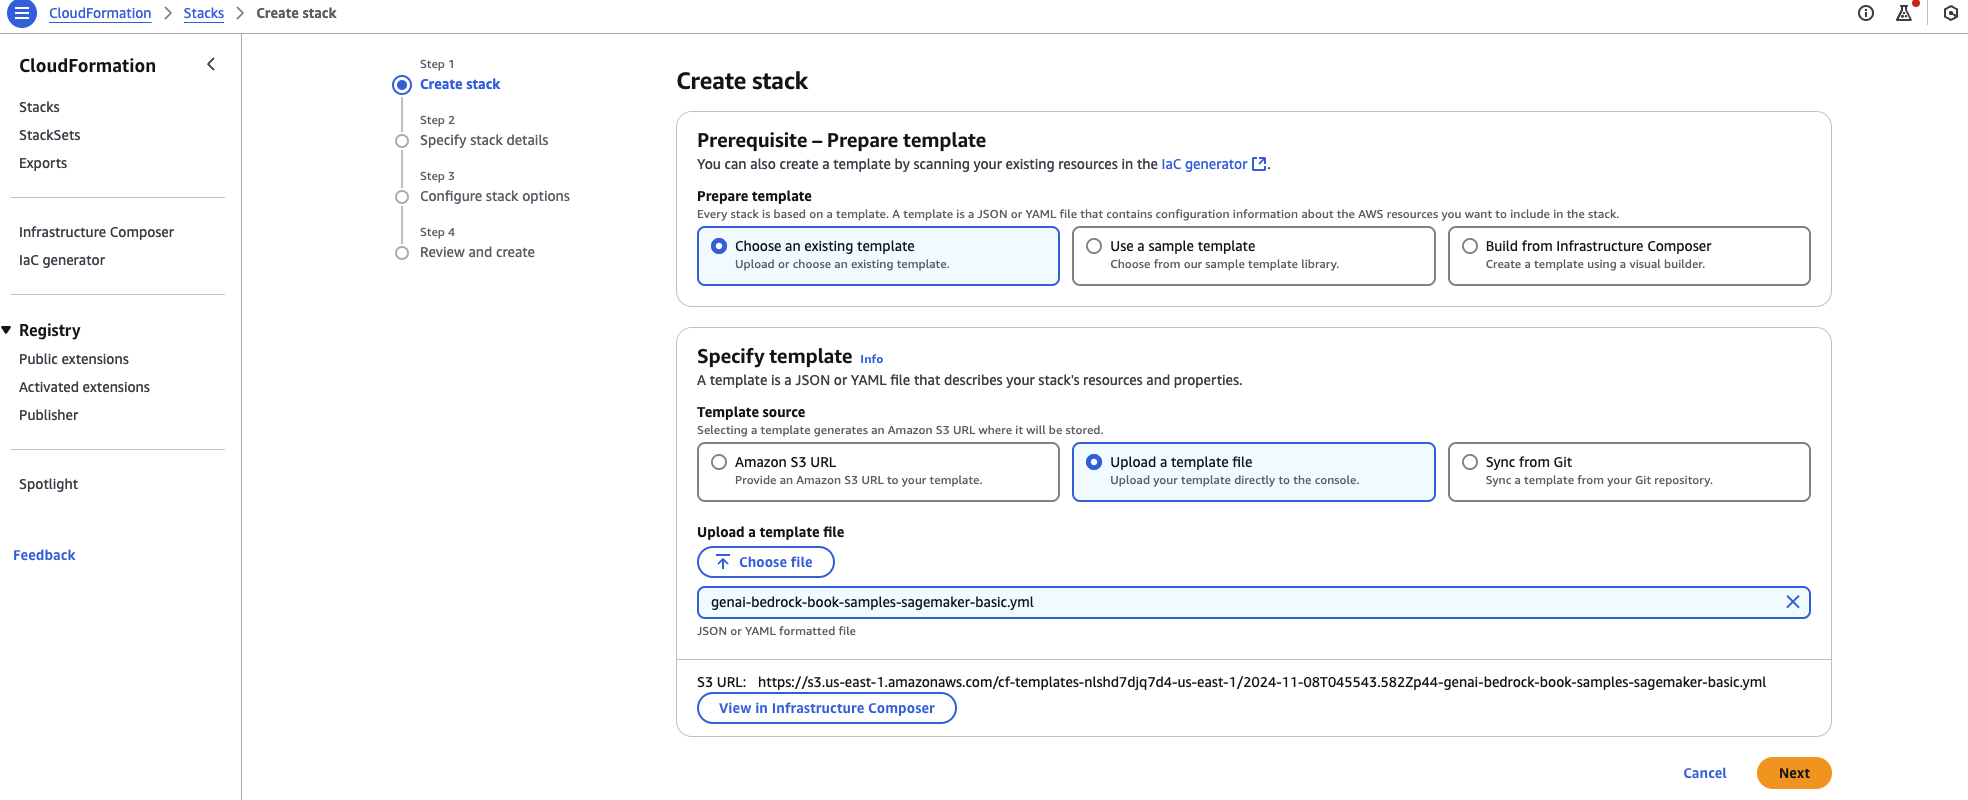 CloudFormation > Stacks > Create stack
CloudFormation
Stacks
StackSets
Exports
Infrastructure Composer
IaC generator
Registry
Public extensions
Activated extensions
Publisher
Spotlight
Feedback
Step 1
Create stack
Step 2
Specify stack details
Step 3
Configure stack options
Step 4
Review and create
Create stack
Prerequisite – Prepare template
You can also create a template by scanning your existing resources in the IaC generator.
Prepare template
Every stack is based on a template. A template is a JSON or YAML file that contains configuration information about the AWS resources you want to include in the stack.
Choose an existing template
Upload or choose an existing template.
Use a sample template
Choose from our sample template library.
Build from Infrastructure Composer
Create a template using a visual builder.
Specify template Info
A template is a JSON or YAML file that describes your stack's resources and properties.
Template source
Selecting a template generates an Amazon S3 URL where it will be stored.
Amazon S3 URL
Provide an Amazon S3 URL to your template.
Upload a template file
Upload your template directly to the console.
Sync from Git
Sync a template from your Git repository.
Upload a template file
Choose file
genai-bedrock-book-samples-sagemaker-basic.yml
JSON or YAML formatted file
S3 URL: https://s3.us-east-1.amazonaws.com/cf-templates-nlshd7djq7d4-us-east-1/2024-11-08T045543.582Zp44-genai-bedrock-book-samples-sagemaker-basic.yml
View in Infrastructure Composer
Cancel
Next